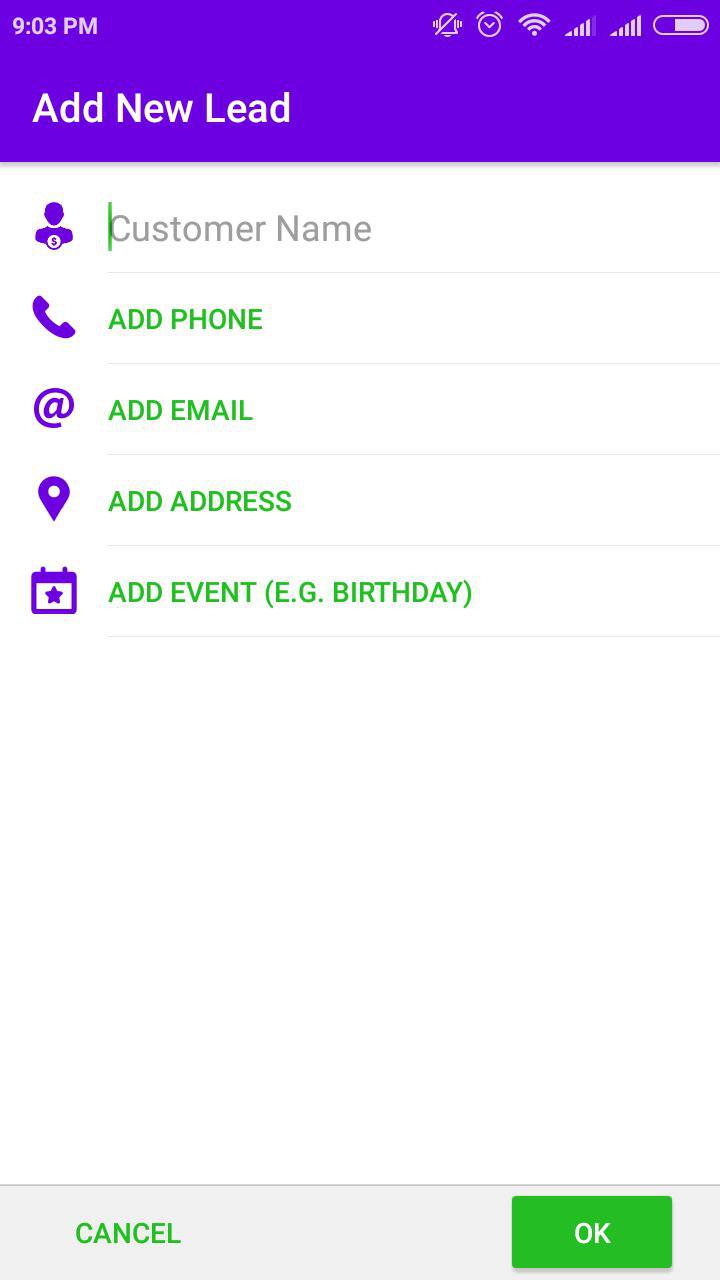 9:03 PM
Add New Lead
$
Customer Name
ADD PHONE
@
ADD EMAIL
ADD ADDRESS
ADD EVENT (E.G. BIRTHDAY)
CANCEL
OK